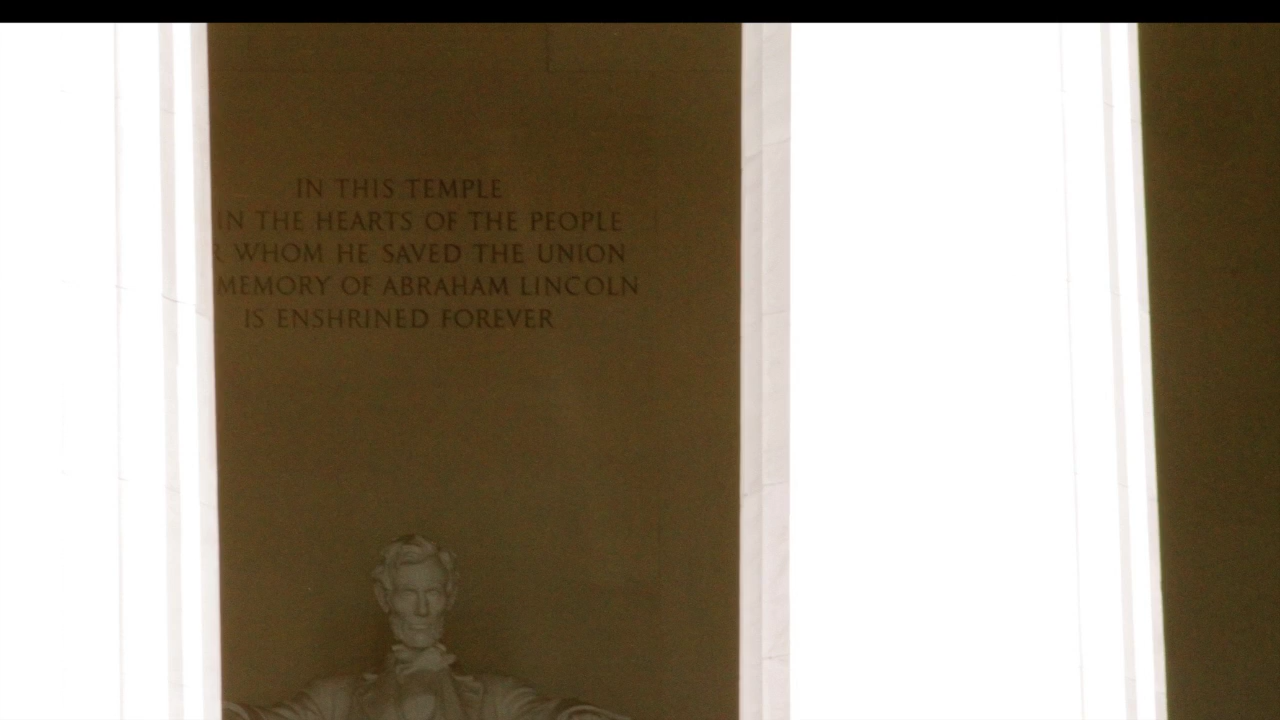 IN THIS TEMPLE
IN THE HEARTS OF THE PEOPLE
R WHOM HE SAVED THE UNION
MEMORY OF ABRAHAM LINCOLN
IS ENSHRINED FOREVER